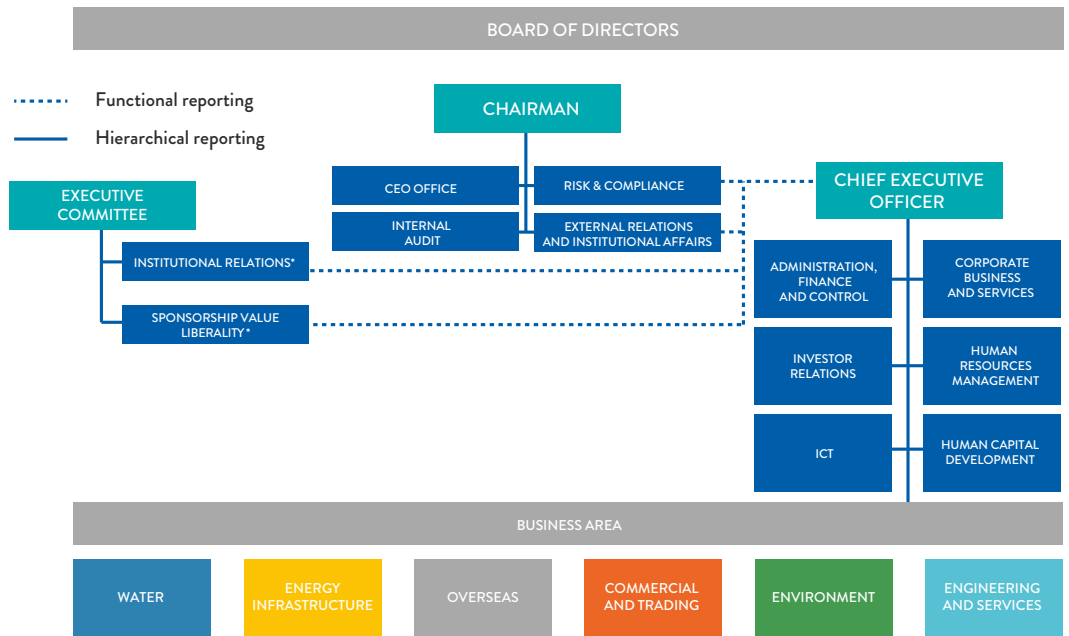 BOARD OF DIRECTORS
Functional reporting
Hierarchical reporting
CHAIRMAN
CEO OFFICE
RISK & COMPLIANCE
INTERNAL
AUDIT
EXTERNAL RELATIONS
AND INSTITUTIONAL AFFAIRS
EXECUTIVE
COMMITTEE
INSTITUTIONAL RELATIONS*
SPONSORSHIP VALUE
LIBERALITY*
CHIEF EXECUTIVE
OFFICER
ADMINISTRATION,
FINANCE
AND CONTROL
CORPORATE
BUSINESS
AND SERVICES
INVESTOR
RELATIONS
HUMAN
RESOURCES
MANAGEMENT
ICT
HUMAN CAPITAL
DEVELOPMENT
BUSINESS AREA
WATER
ENERGY
INFRASTRUCTURE
OVERSEAS
COMMERCIAL
AND TRADING
ENVIRONMENT
ENGINEERING
AND SERVICES